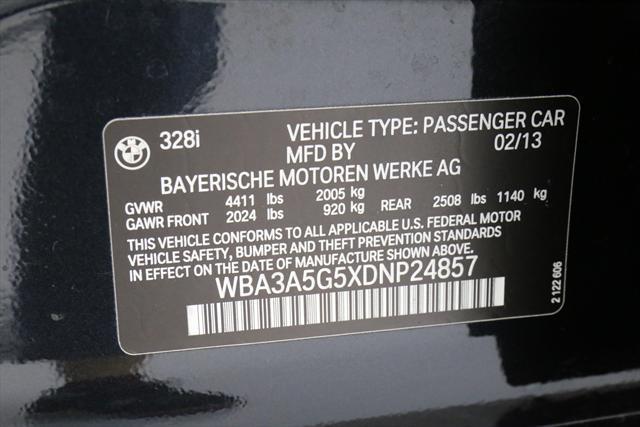 BMW
328i VEHICLE TYPE: PASSENGER CAR
MFD BY 02/13
BAYERISCHE MOTOREN WERKE AG
GVWR 4411 lbs 2005 kg
GAWR FRONT 2024 lbs 920 kg REAR 2508 lbs 1140 kg
THIS VEHICLE CONFORMS TO ALL APPLICABLE U.S. FEDERAL MOTOR
VEHICLE SAFETY, BUMPER AND THEFT PREVENTION STANDARDS
IN EFFECT ON THE DATE OF MANUFACTURE SHOWN ABOVE.
WBA3A5G5XDNP24857
2 122 606